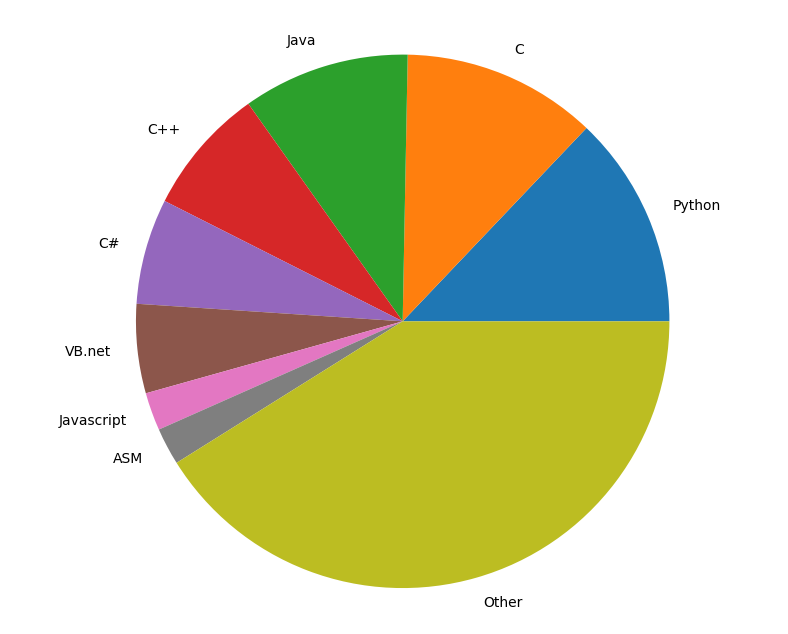 Java
C
C++
Python
C#
VB.net
Javascript
ASM
Other